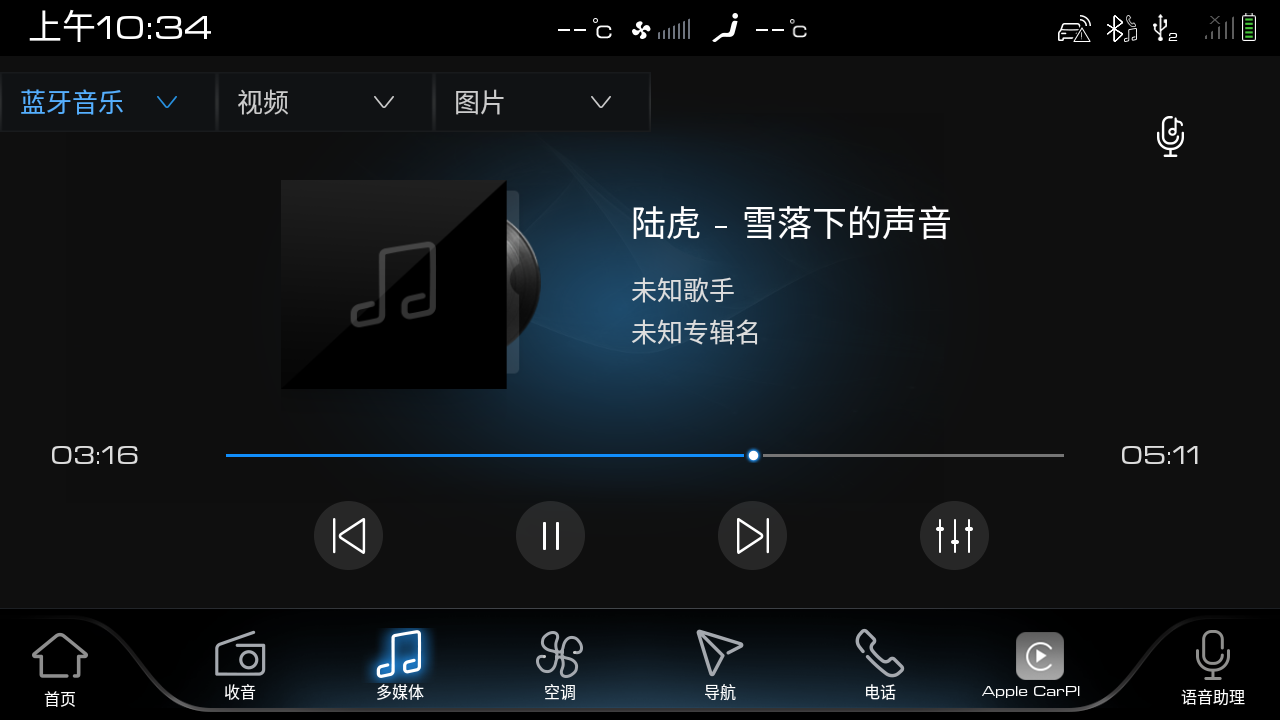 上午10:34
--°C
--°C
2
蓝牙音乐
视频
图片
陆虎 - 雪落下的声音
未知歌手
未知专辑名
03:16
05:11
首页
收音
多媒体
空调
导航
电话
Apple CarPl
语音助理